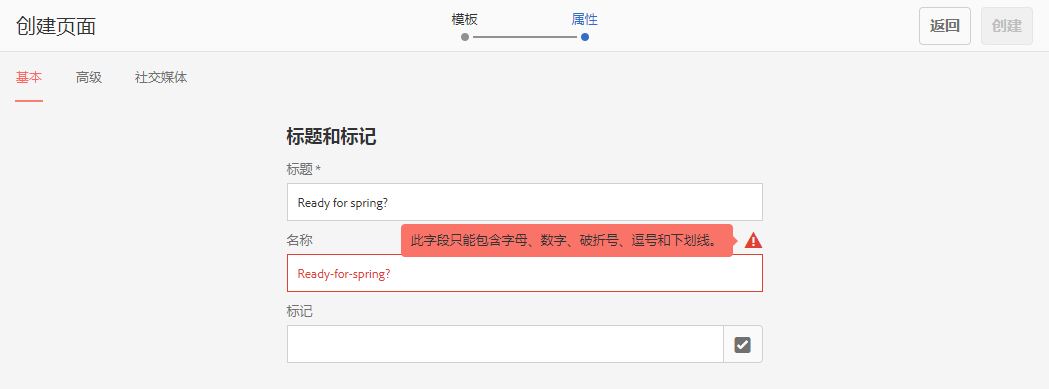 创建页面
模板
属性
返回
创建
基本
高级
社交媒体
标题和标记
标题 *
Ready for spring?
名称
此字段只能包含字母、数字、破折号、逗号和下划线。
Ready-for-spring?
标记